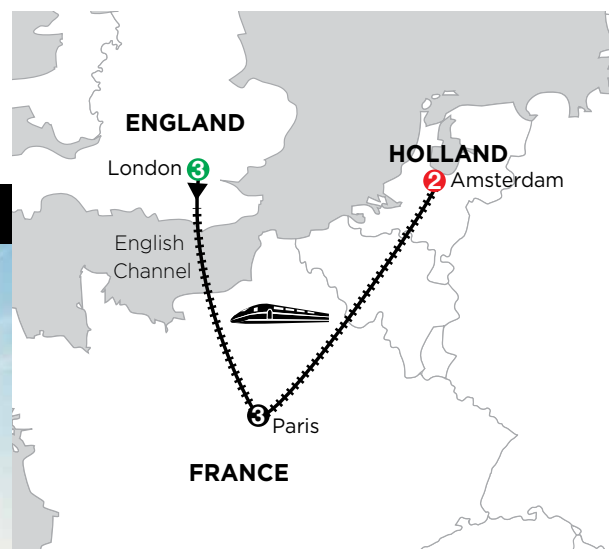 ENGLAND
London 3
HOLLAND
2 Amsterdam
English
Channel
3 Paris
FRANCE